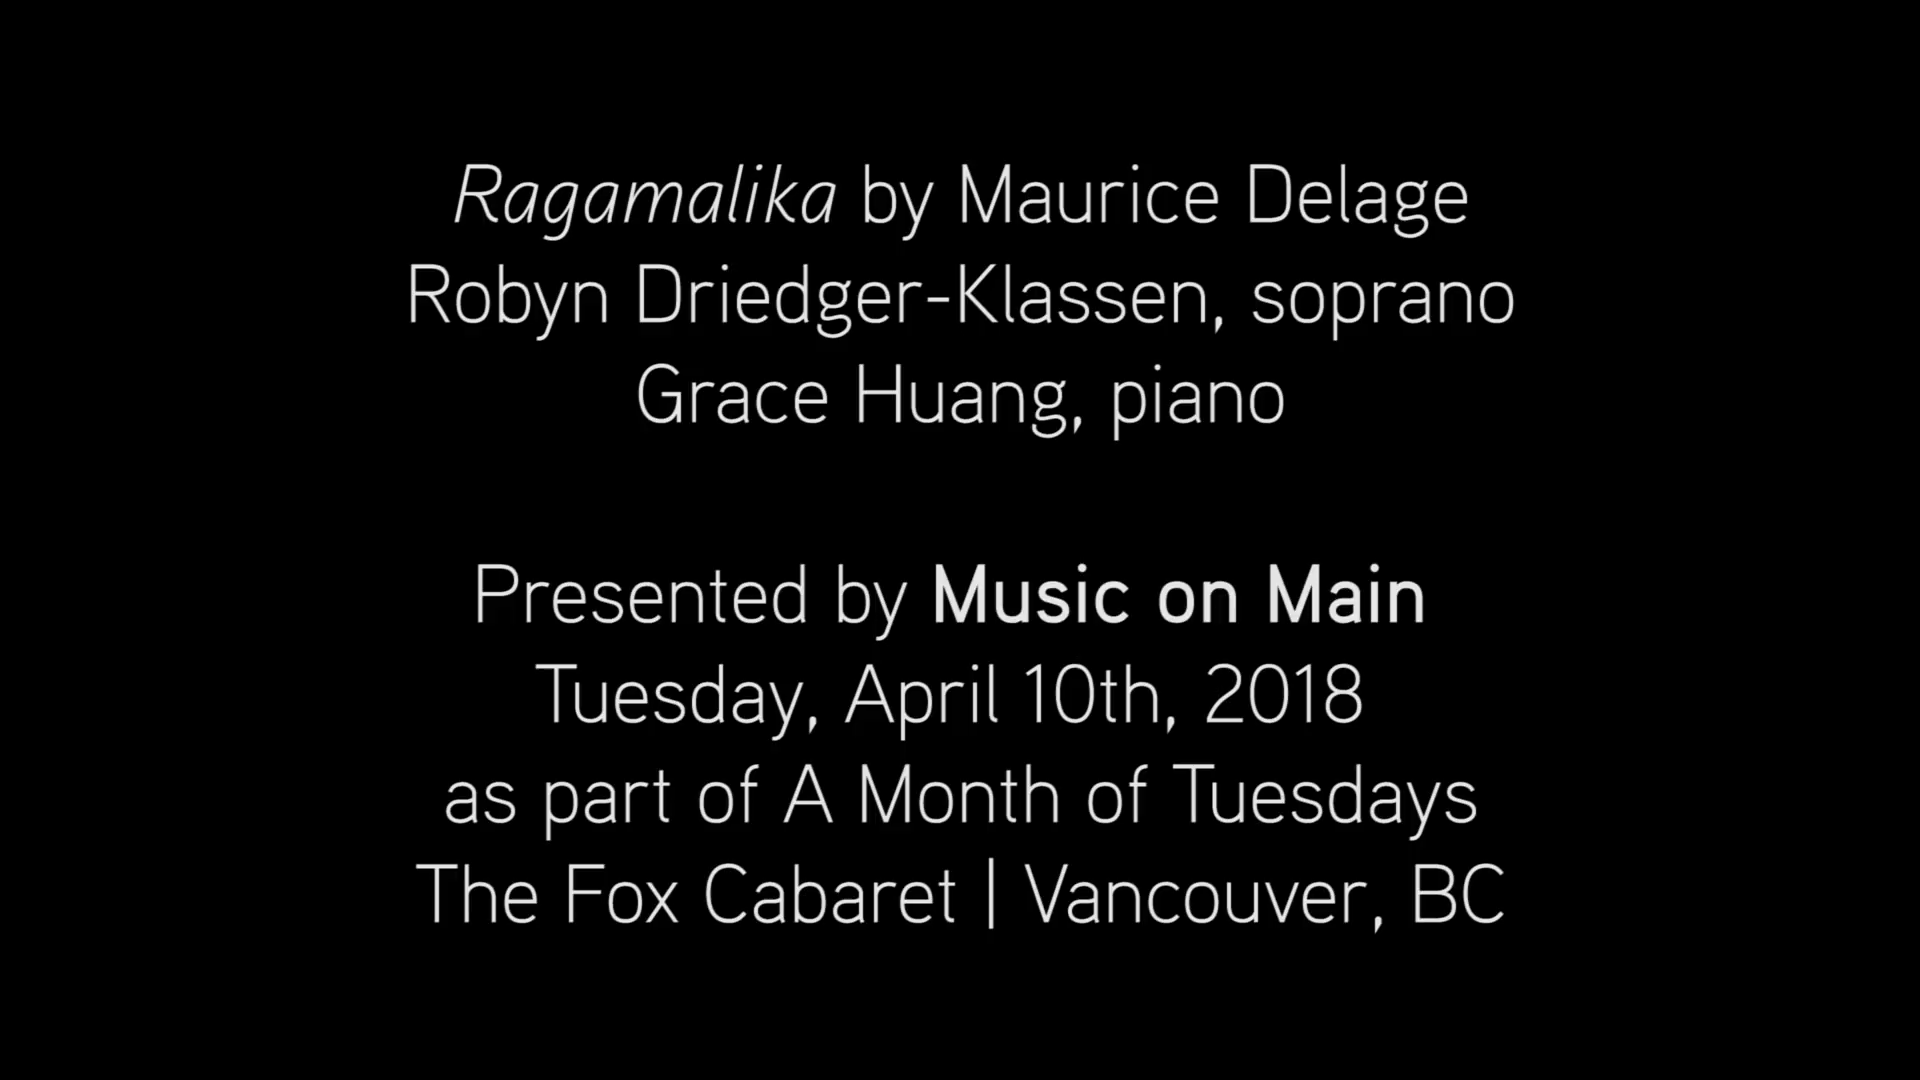 Ragamalika by Maurice Delage
Robyn Driedger-Klassen, soprano
Grace Huang, piano
Presented by Music on Main
Tuesday, April 10th, 2018
as part of A Month of Tuesdays
The Fox Cabaret | Vancouver, BC